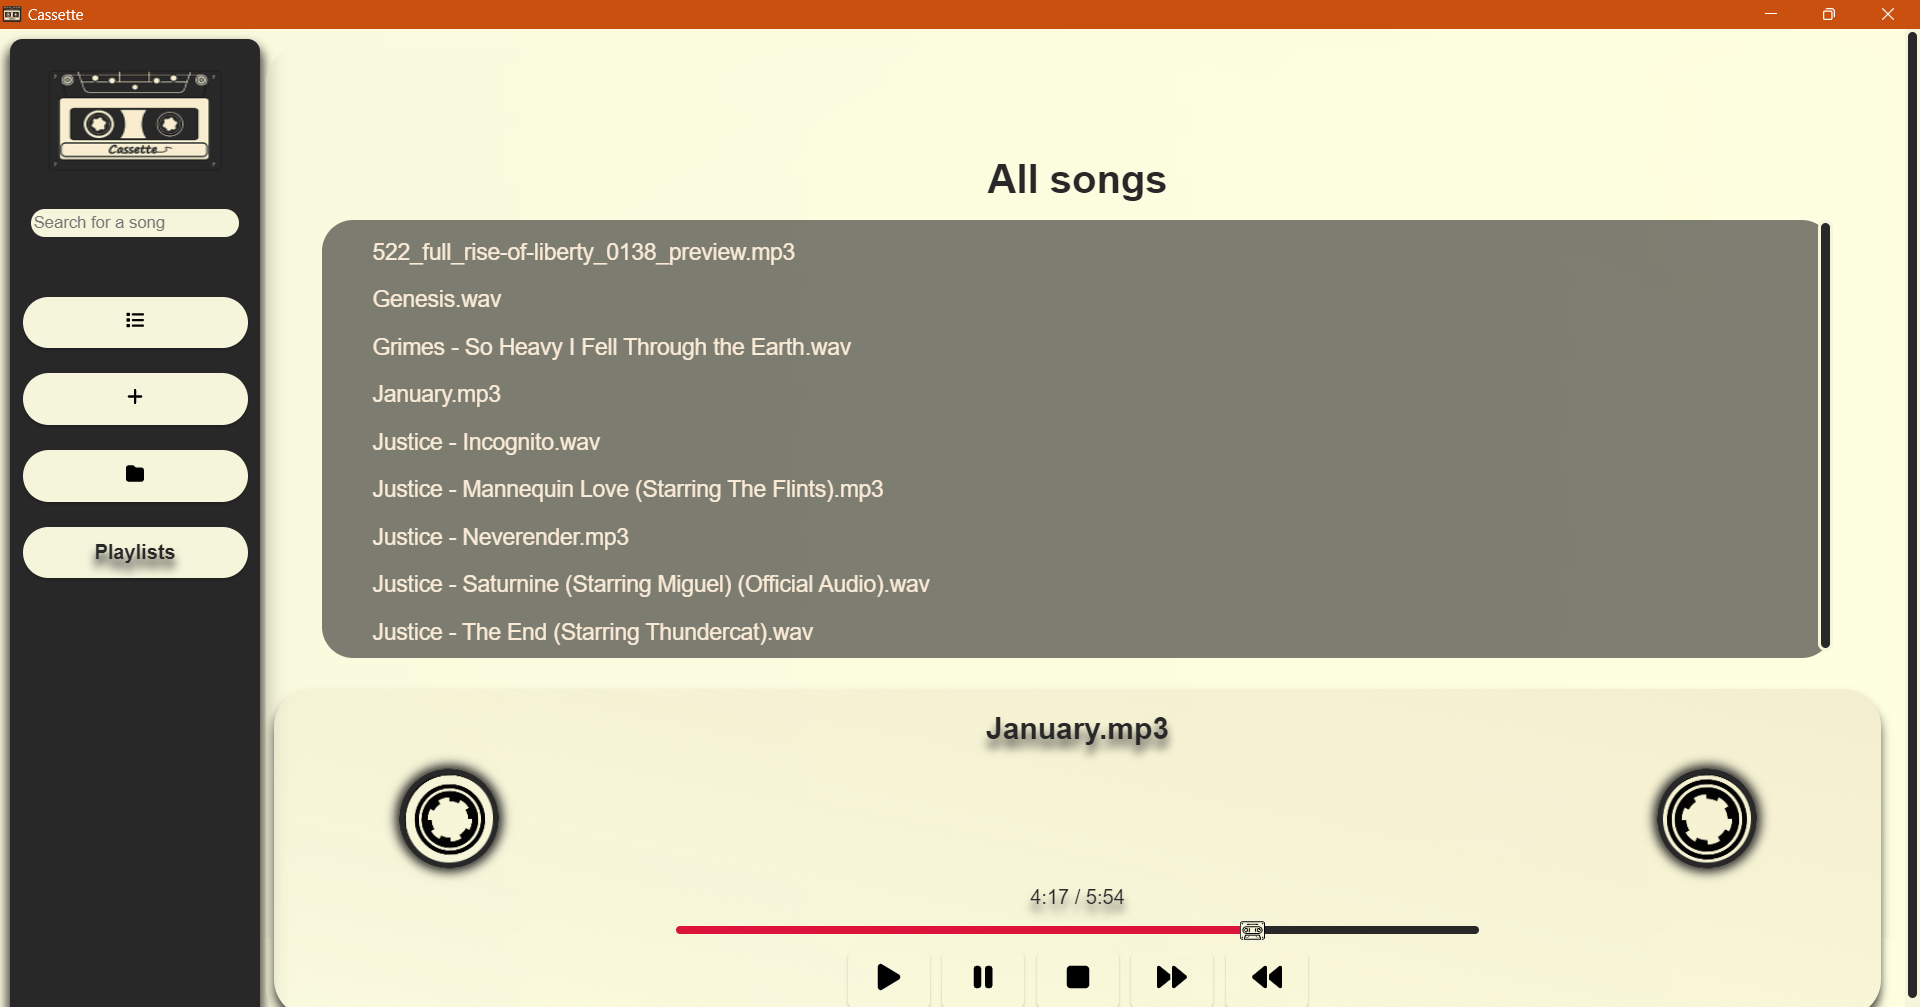 Cassette
Cassette
Search for a song
Playlists
All songs
522_full_rise-of-liberty_0138_preview.mp3
Genesis.wav
Grimes - So Heavy I Fell Through the Earth.wav
January.mp3
Justice - Incognito.wav
Justice - Mannequin Love (Starring The Flints).mp3
Justice - Neverender.mp3
Justice - Saturnine (Starring Miguel) (Official Audio).wav
Justice - The End (Starring Thundercat).wav
January.mp3
4:17 / 5:54